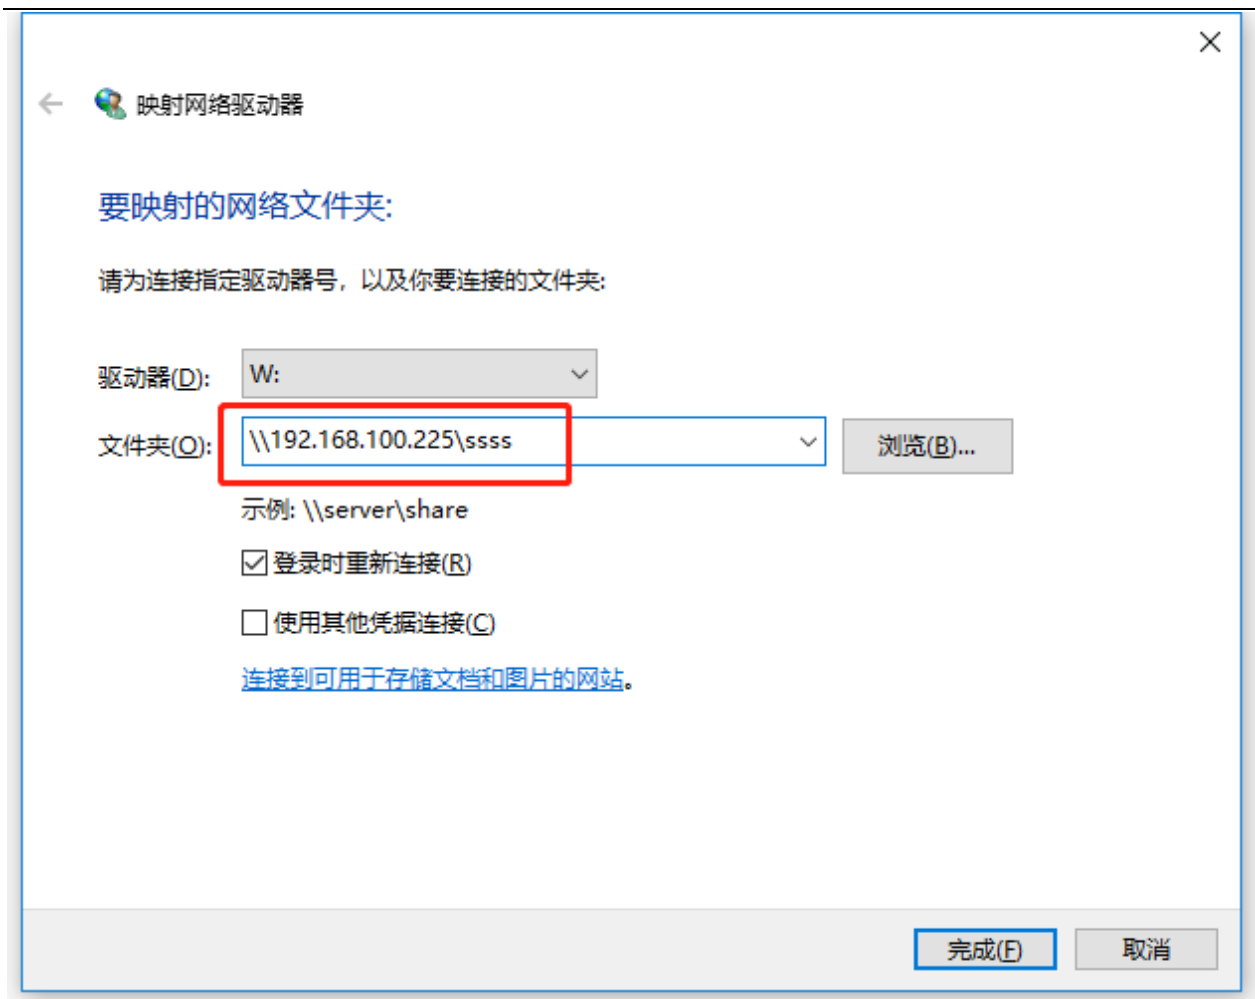 映射网络驱动器
要映射的网络文件夹:
请为连接指定驱动器号，以及你要连接的文件夹:
驱动器(D): W:
文件夹(O): \\192.168.100.225\ssss 浏览(B)...
示例: \\server\share
登录时重新连接(R)
使用其他凭据连接(C)
连接到可用于存储文档和图片的网站。
完成(F) 取消